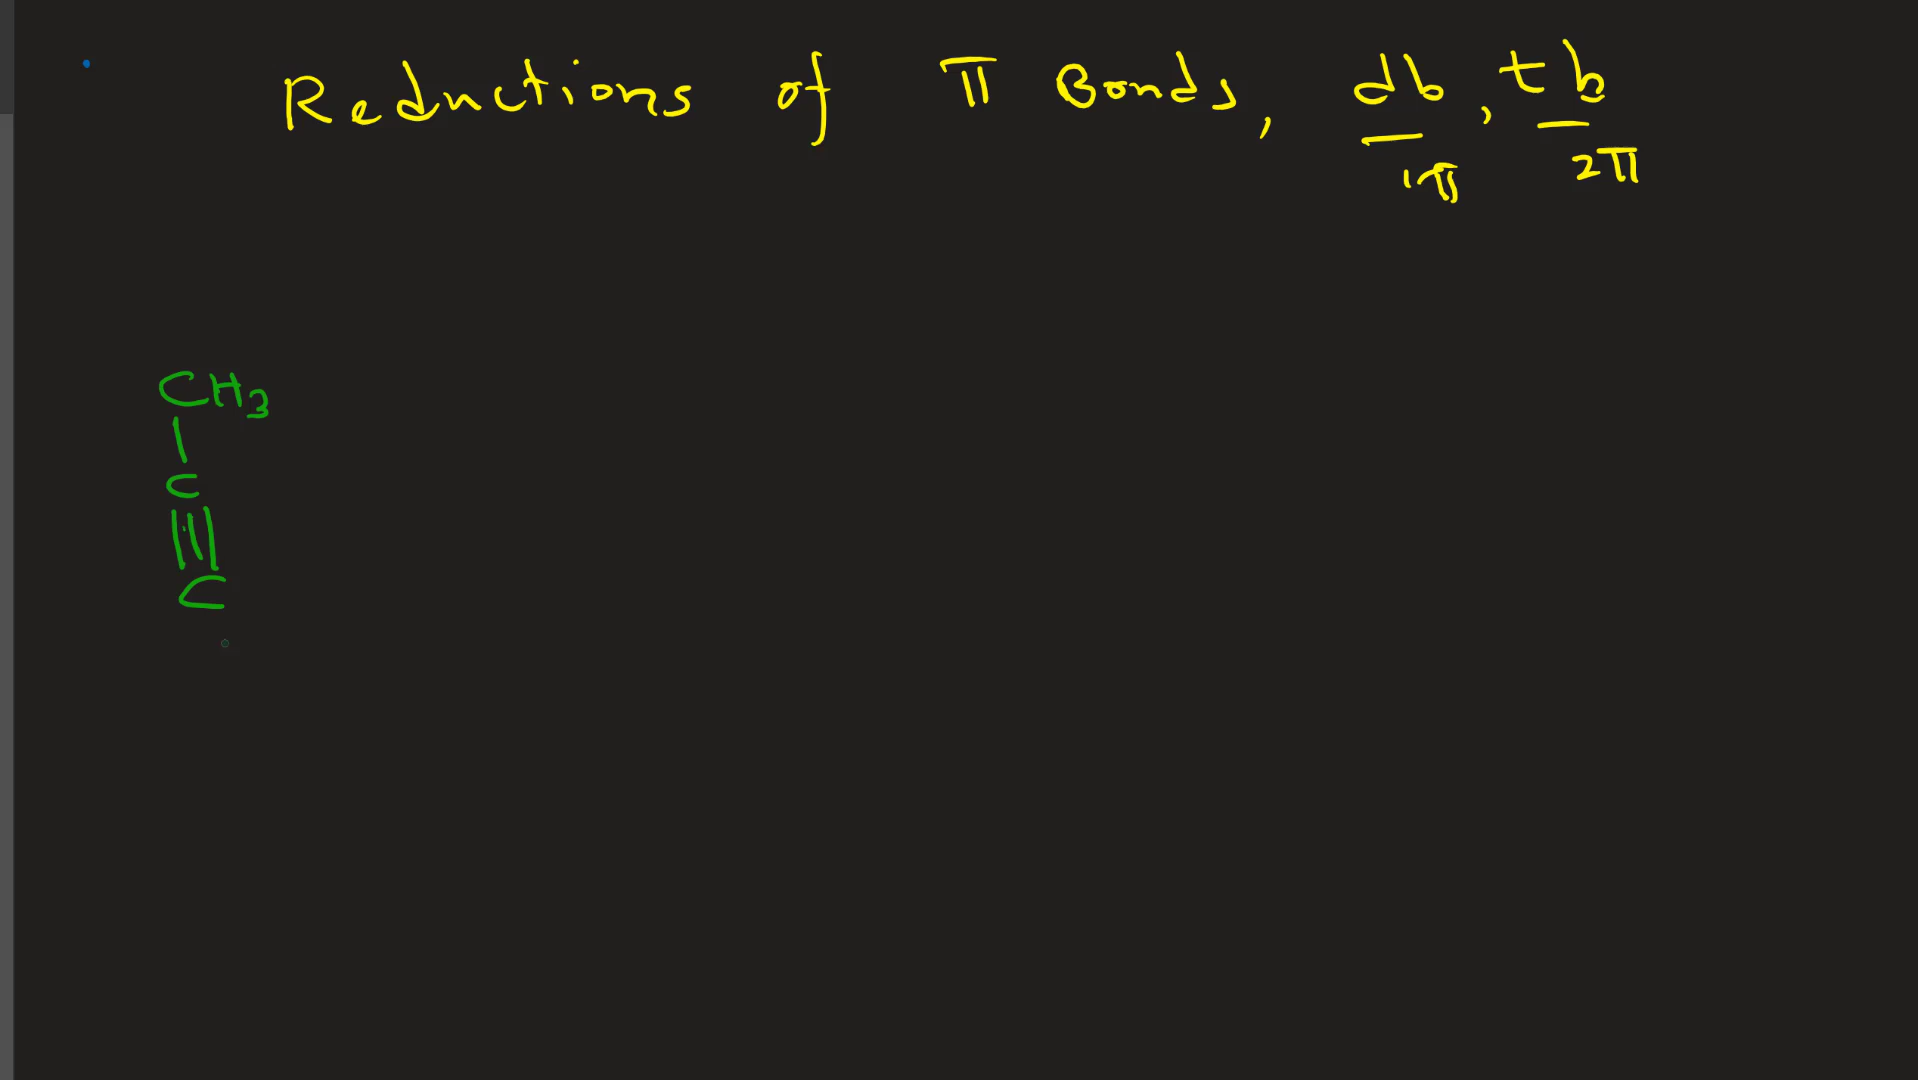 Reductions of π Bonds, db, tb
1π 2π
CH3
C
C